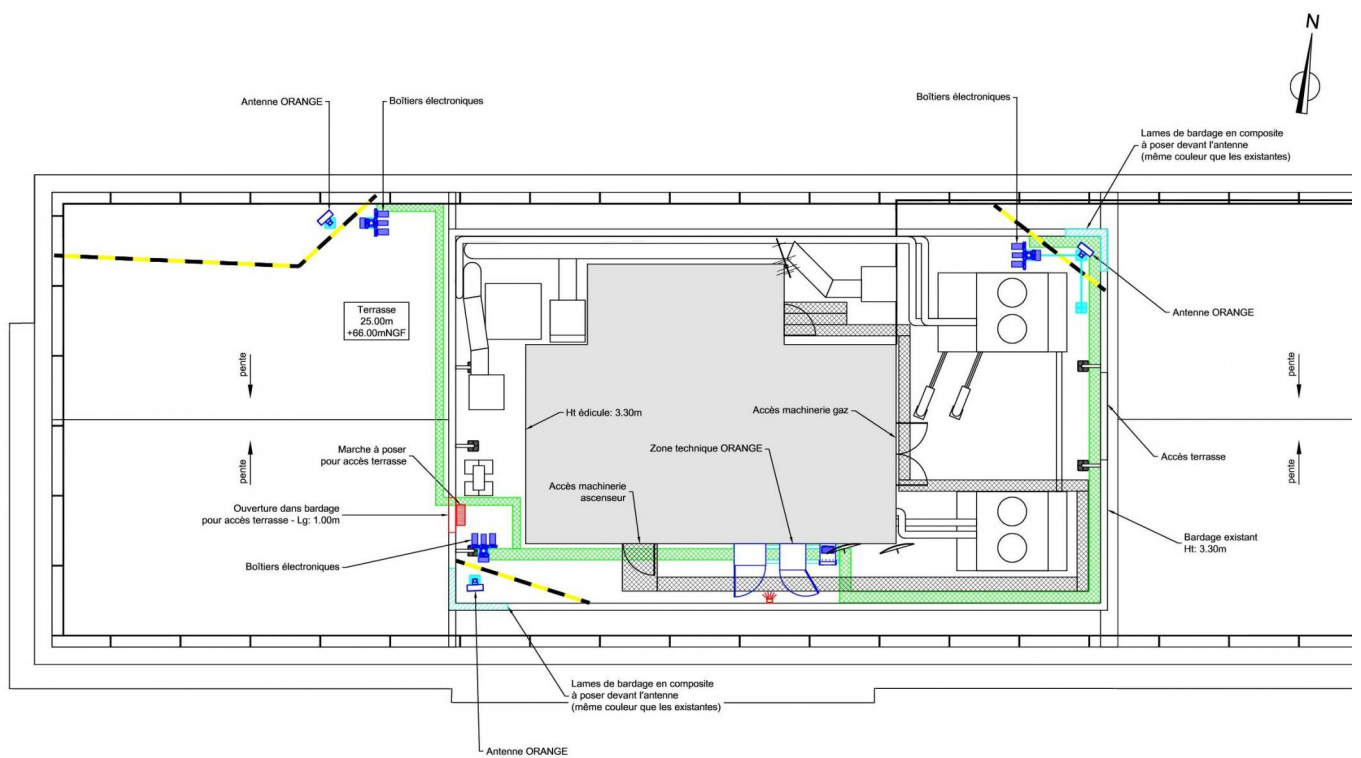 N
Antenne ORANGE
Boîtiers électroniques
Boîtiers électroniques
Lames de bardage en composite
à poser devant l'antenne
(même couleur que les existantes)
Terrasse
25.00m
+66.00mNGF
Antenne ORANGE
pente
pente
pente
pente
Ht édicule: 3.30m
Accès machinerie gaz
Marche à poser
pour accès terrasse
Zone technique ORANGE
Accès terrasse
Accès machinerie
ascenseur
Ouverture dans bardage
pour accès terrasse - Lg: 1.00m
Bardage existant
Ht: 3.30m
Boîtiers électroniques
Lames de bardage en composite
à poser devant l'antenne
(même couleur que les existantes)
Antenne ORANGE